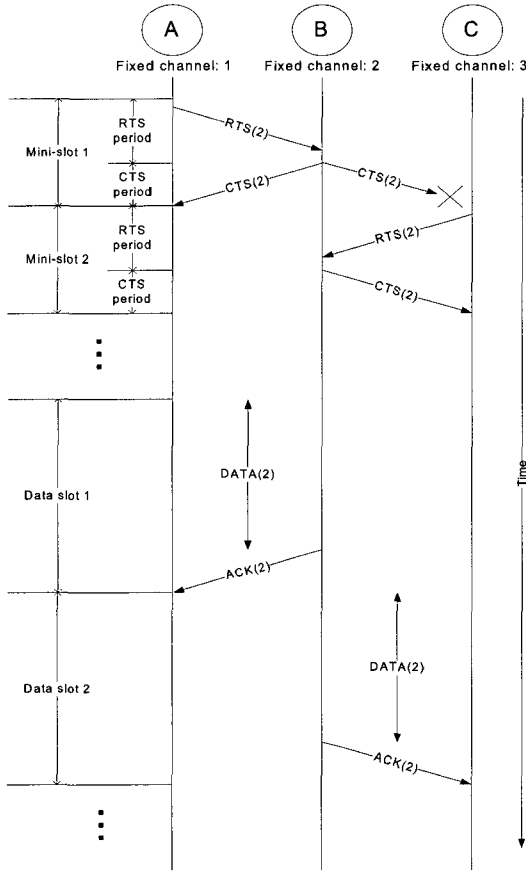 A
B
C
Fixed channel: 1
Fixed channel: 2
Fixed channel: 3
RTS
period
RTS(2)
Mini-slot 1
CTS
period
CTS(2)
CTS(2)
RTS
period
RTS(2)
Mini-slot 2
CTS
period
CTS(2)
DATA(2)
Time
Data slot 1
ACK(2)
DATA(2)
Data slot 2
ACK(2)